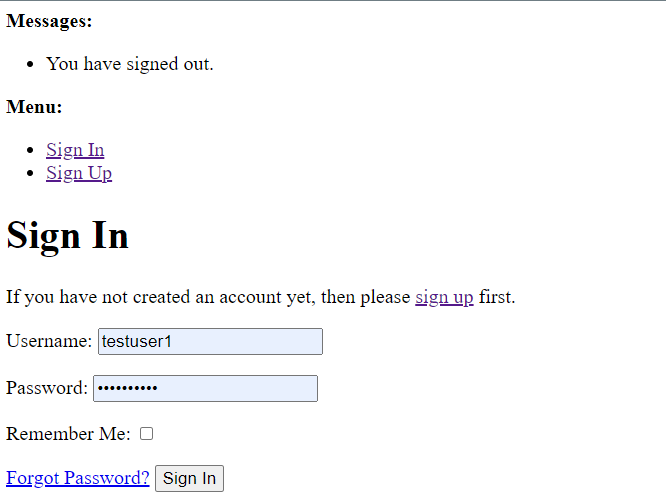 Messages:
You have signed out.
Menu:
Sign In
Sign Up
Sign In
If you have not created an account yet, then please sign up first.
Username: testuser1
Password: ••••••••••
Remember Me:
Forgot Password? Sign In